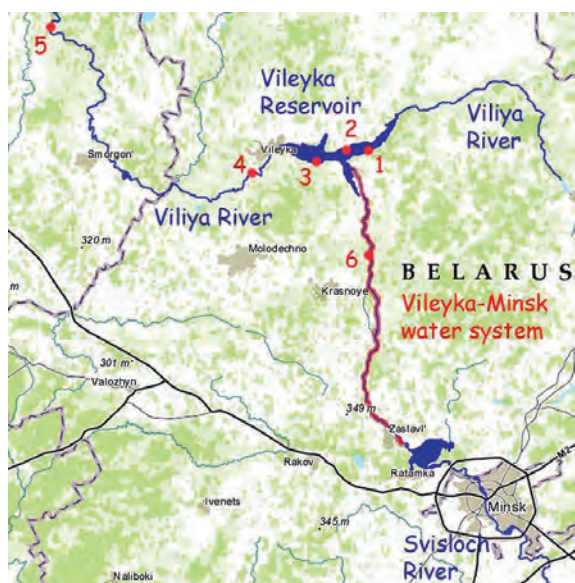 5
Vileyka
Reservoir
Viliya
River
2
1
Vileyka
3
Smorgon'
4
Viliya River
320 m
Molodechno
6
BELARUS
m
Krasnoye
Vileyka-Minsk
water system
301 m
Valozhyn
349 m
Zaslavl'
Ratamka
M2
Rakov
Minsk
Ivenets
345 m
Svisloch
River
Naliboki